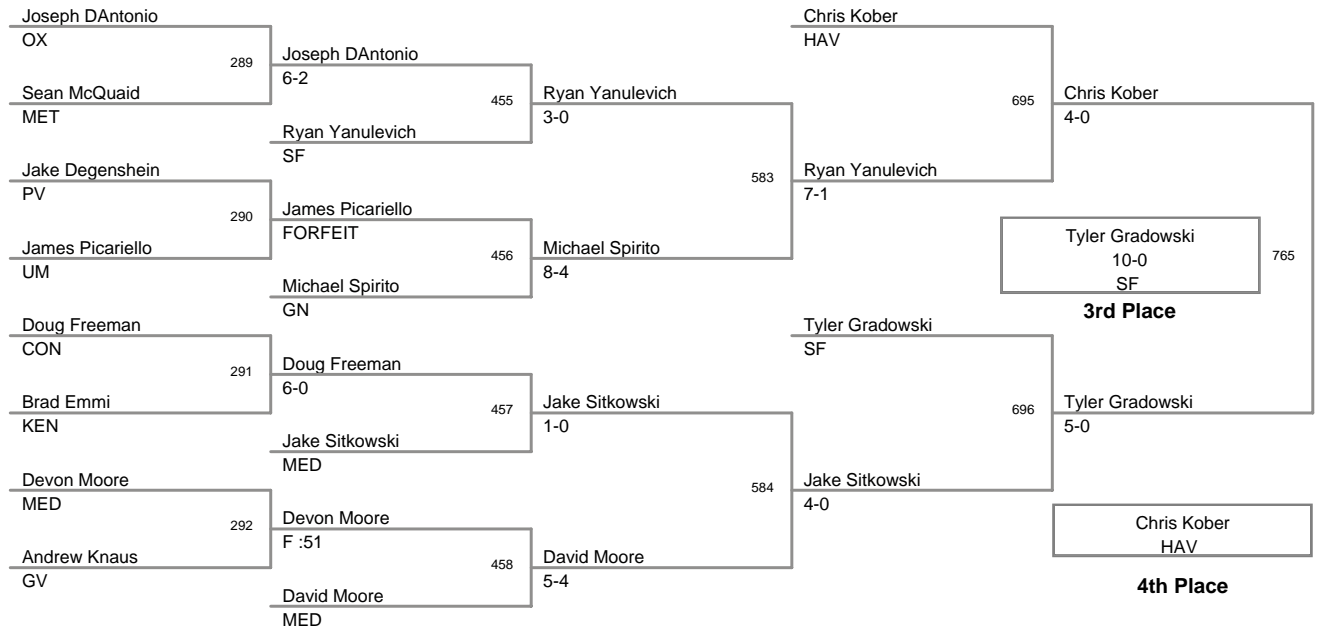 Joseph DAntonio
OX
289
Sean McQuaid
MET
Joseph DAntonio
6-2
455
Ryan Yanulevich
SF
Ryan Yanulevich
3-0
Jake Degenshein
PV
290
James Picariello
UM
James Picariello
FORFEIT
456
Michael Spirito
GN
Michael Spirito
8-4
583
Ryan Yanulevich
7-1
Doug Freeman
CON
291
Brad Emmi
KEN
Doug Freeman
6-0
457
Jake Sitkowski
MED
Jake Sitkowski
1-0
Devon Moore
MED
292
Andrew Knaus
GV
Devon Moore
F :51
458
David Moore
MED
David Moore
5-4
584
Jake Sitkowski
4-0
Chris Kober
HAV
695
Chris Kober
4-0
Tyler Gradowski
SF
696
Tyler Gradowski
5-0
Tyler Gradowski
10-0
SF
765
3rd Place
Chris Kober
HAV
4th Place